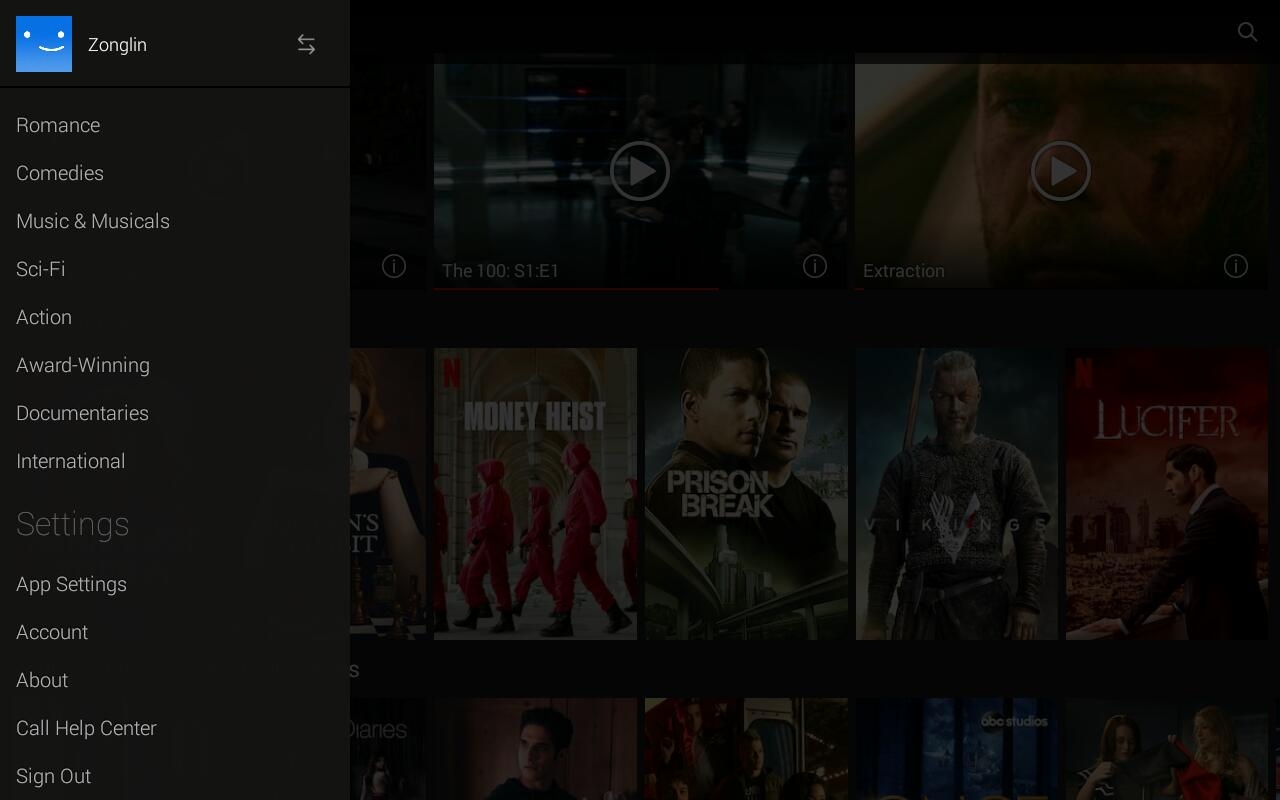 Zonglin
Romance
Comedies
Music & Musicals
Sci-Fi
Action
Award-Winning
Documentaries
International
Settings
App Settings
Account
About
Call Help Center
Sign Out
The 100: S1:E1
Extraction
N'S
IT
N
MONEY HEIST
PRISON
BREAK
VIKINGS
N
LUCIFER
s
Diaries
abc studios